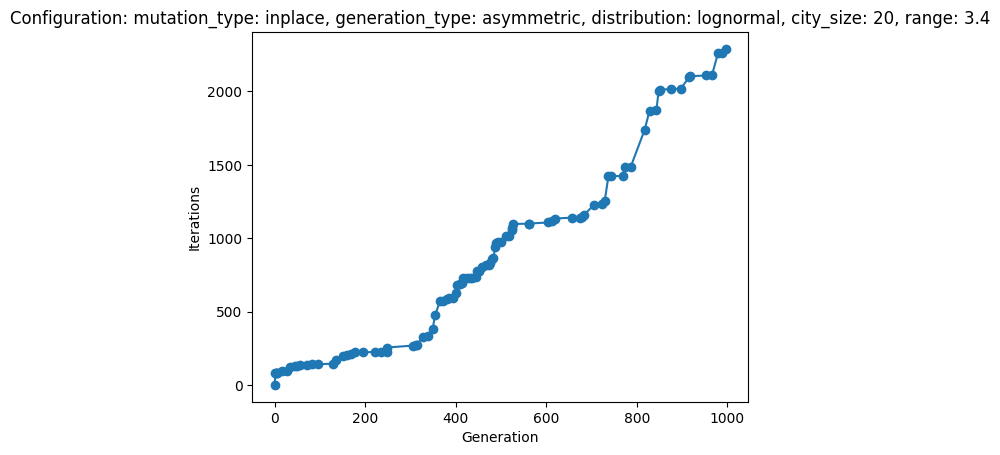 Configuration: mutation_type: inplace, generation_type: asymmetric, distribution: lognormal, city_size: 20, range: 3.4
2000
1500
1000
500
0
Iterations
0 200 400 600 800 1000
Generation